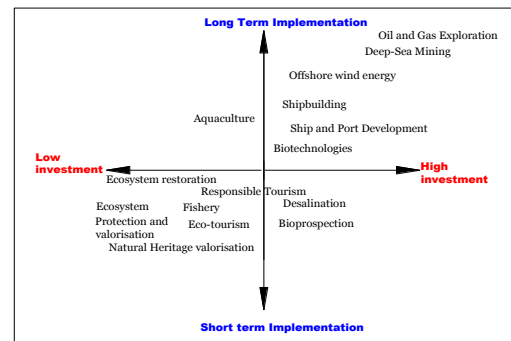 Long Term Implementation
Oil and Gas Exploration
Deep-Sea Mining
Offshore wind energy
Shipbuilding
Aquaculture
Ship and Port Development
Biotechnologies
Low
investment
High
investment
Ecosystem restoration
Responsible Tourism
Ecosystem
Protection and
valorisation
Fishery
Desalination
Eco-tourism
Bioprospection
Natural Heritage valorisation
Short term Implementation